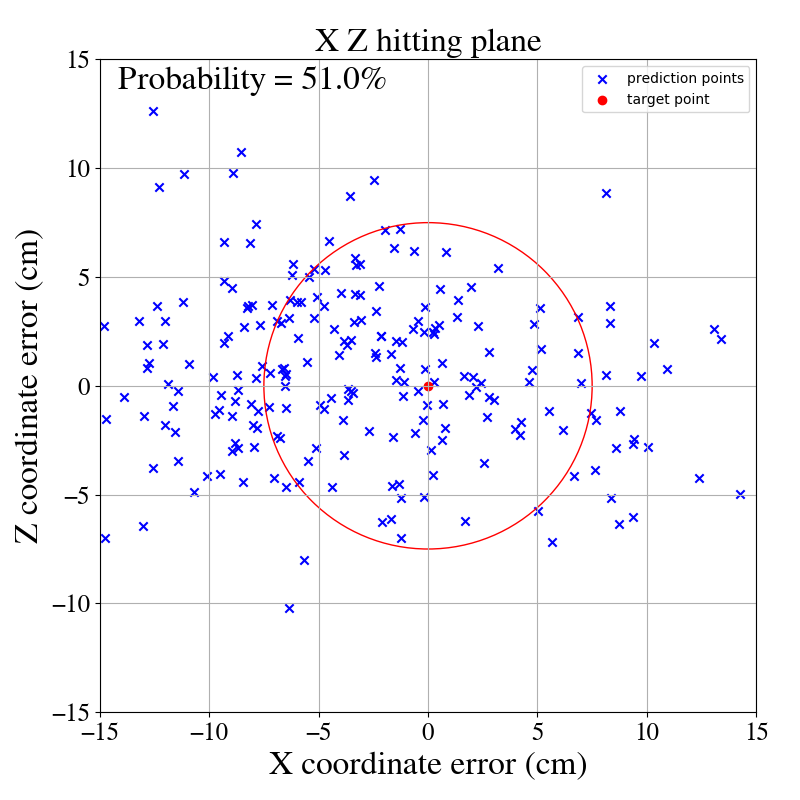 X Z hitting plane
Probability = 51.0%
prediction points
target point
15
10
5
0
−5
−10
−15
Z coordinate error (cm)
−15 −10 −5 0 5 10 15
X coordinate error (cm)